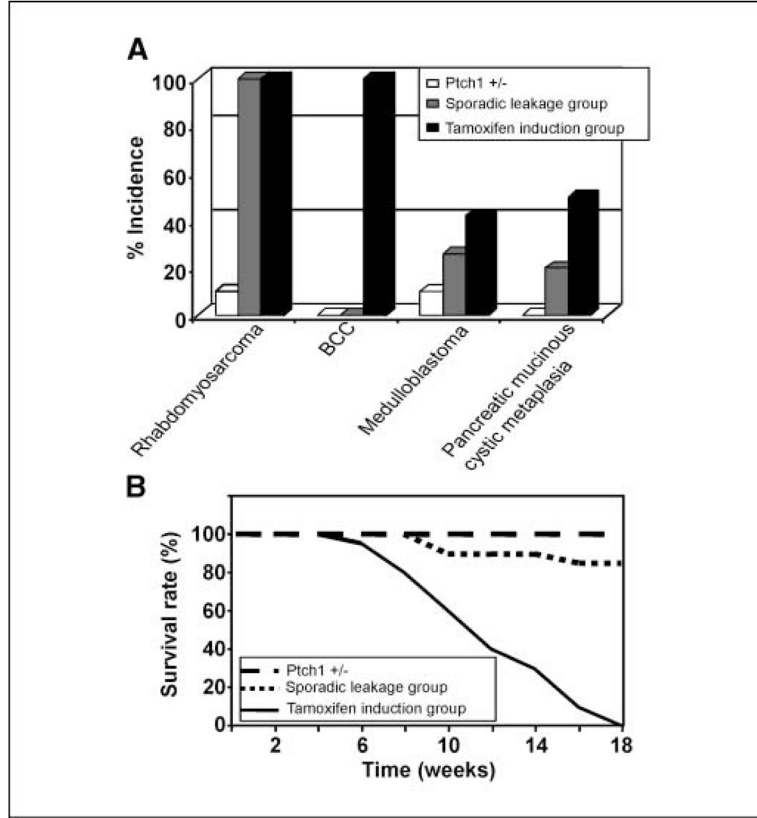 A
% Incidence
100
80
60
40
20
0
Ptch1 +/-
Sporadic leakage group
Tamoxifen induction group
Rhabdomyosarcoma
BCC
Medulloblastoma
Pancreatic mucinous
cystic metaplasia
B
Survival rate (%)
100
80
60
40
20
0
Ptch1 +/-
Sporadic leakage group
Tamoxifen induction group
2 6 10 14 18
Time (weeks)